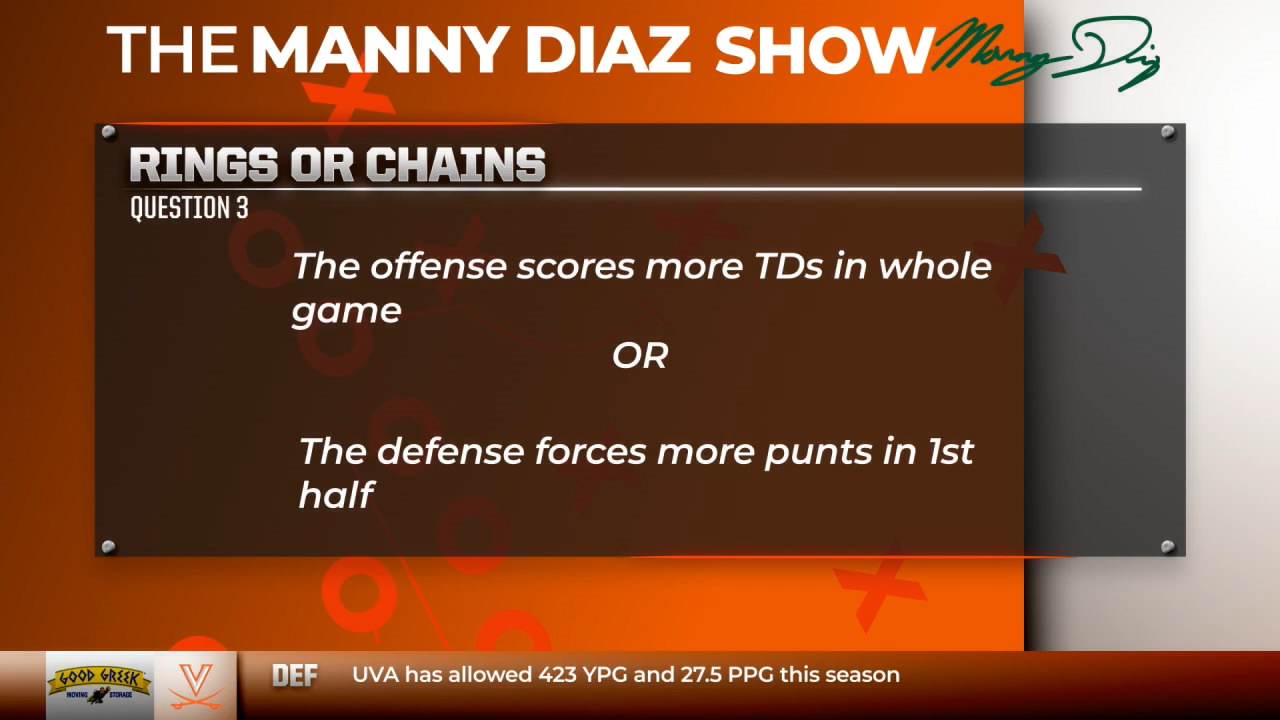 THE MANNY DIAZ SHOW Manny Diaz
RINGS OR CHAINS
QUESTION 3
The offense scores more TDs in whole
game
OR
The defense forces more punts in 1st
half
GOOD GREEK
MOVING STORAGE
V
DEF UVA has allowed 423 YPG and 27.5 PPG this season